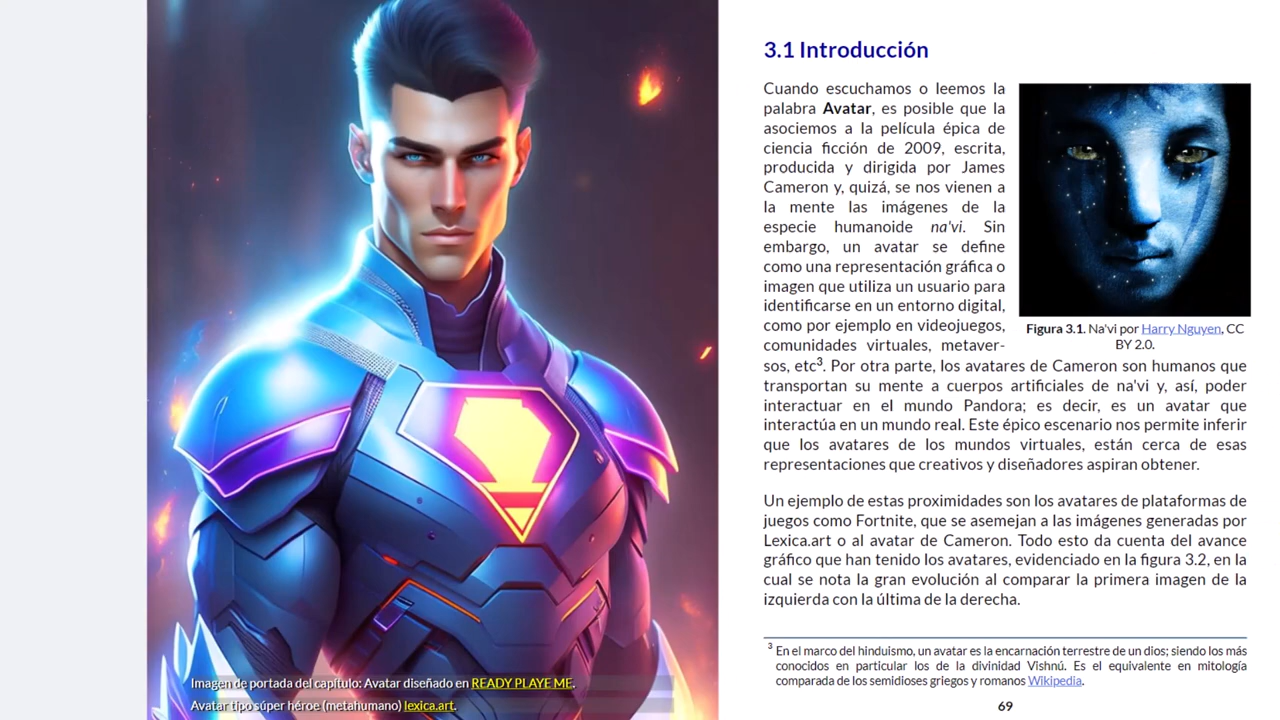 Imagen de portada del capítulo: Avatar diseñado en READY PLAYE ME.
Avatar tipo súper héroe (metahumano) lexica.art.
3.1 Introducción
Cuando escuchamos o leemos la
palabra Avatar, es posible que la
asociemos a la película épica de
ciencia ficción de 2009, escrita,
producida y dirigida por James
Cameron y, quizá, se nos vienen a
la mente las imágenes de la
especie humanoide na'vi. Sin
embargo, un avatar se define
como una representación gráfica o
imagen que utiliza un usuario para
identificarse en un entorno digital,
como por ejemplo en videojuegos,
comunidades virtuales, metaver-
sos, etc³. Por otra parte, los avatares de Cameron son humanos que
transportan su mente a cuerpos artificiales de na'vi y, así, poder
interactuar en el mundo Pandora; es decir, es un avatar que
interactúa en un mundo real. Este épico escenario nos permite inferir
que los avatares de los mundos virtuales, están cerca de esas
representaciones que creativos y diseñadores aspiran obtener.
Figura 3.1. Na'vi por Harry Nguyen, CC
BY 2.0.
Un ejemplo de estas proximidades son los avatares de plataformas de
juegos como Fortnite, que se asemejan a las imágenes generadas por
Lexica.art o al avatar de Cameron. Todo esto da cuenta del avance
gráfico que han tenido los avatares, evidenciado en la figura 3.2, en la
cual se nota la gran evolución al comparar la primera imagen de la
izquierda con la última de la derecha.
³ En el marco del hinduismo, un avatar es la encarnación terrestre de un dios; siendo los más
conocidos en particular los de la divinidad Vishnú. Es el equivalente en mitología
comparada de los semidioses griegos y romanos Wikipedia.
69